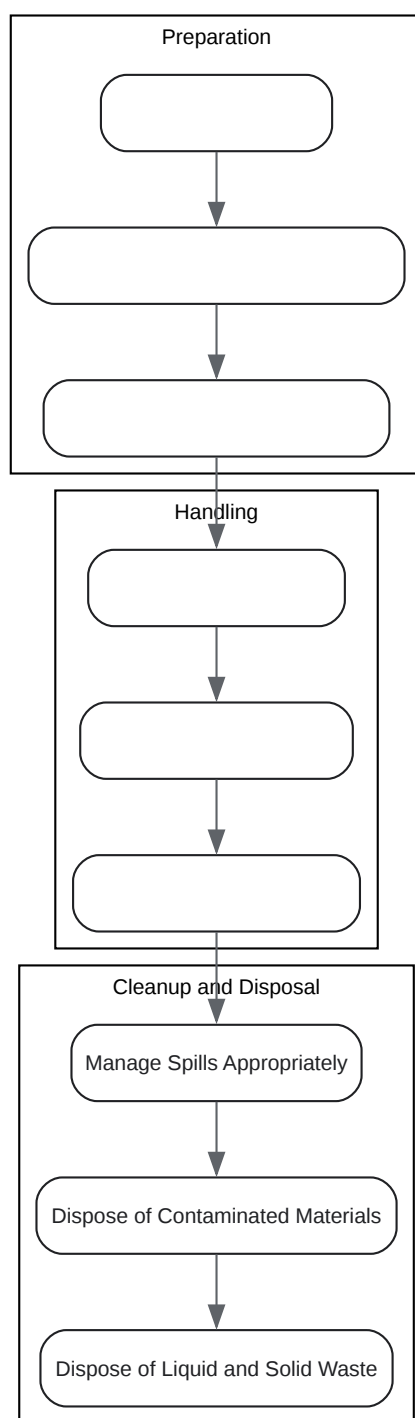 Preparation
Handling
Cleanup and Disposal
Manage Spills Appropriately
Dispose of Contaminated Materials
Dispose of Liquid and Solid Waste